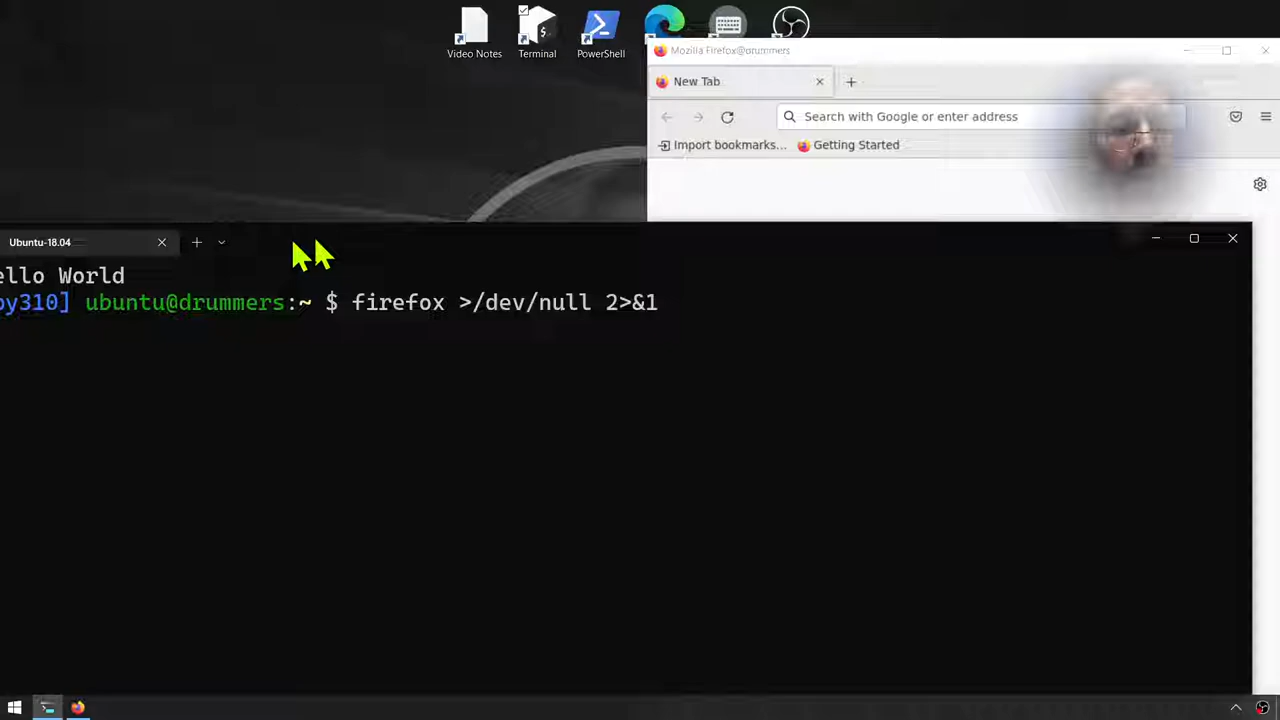 Video Notes
Terminal
PowerShell
Mozilla Firefox@drummers
New Tab
Search with Google or enter address
Import bookmarks...
Getting Started
Ubuntu-18.04
ello World
py310] ubuntu@drummers:~ $ firefox >/dev/null 2>&1